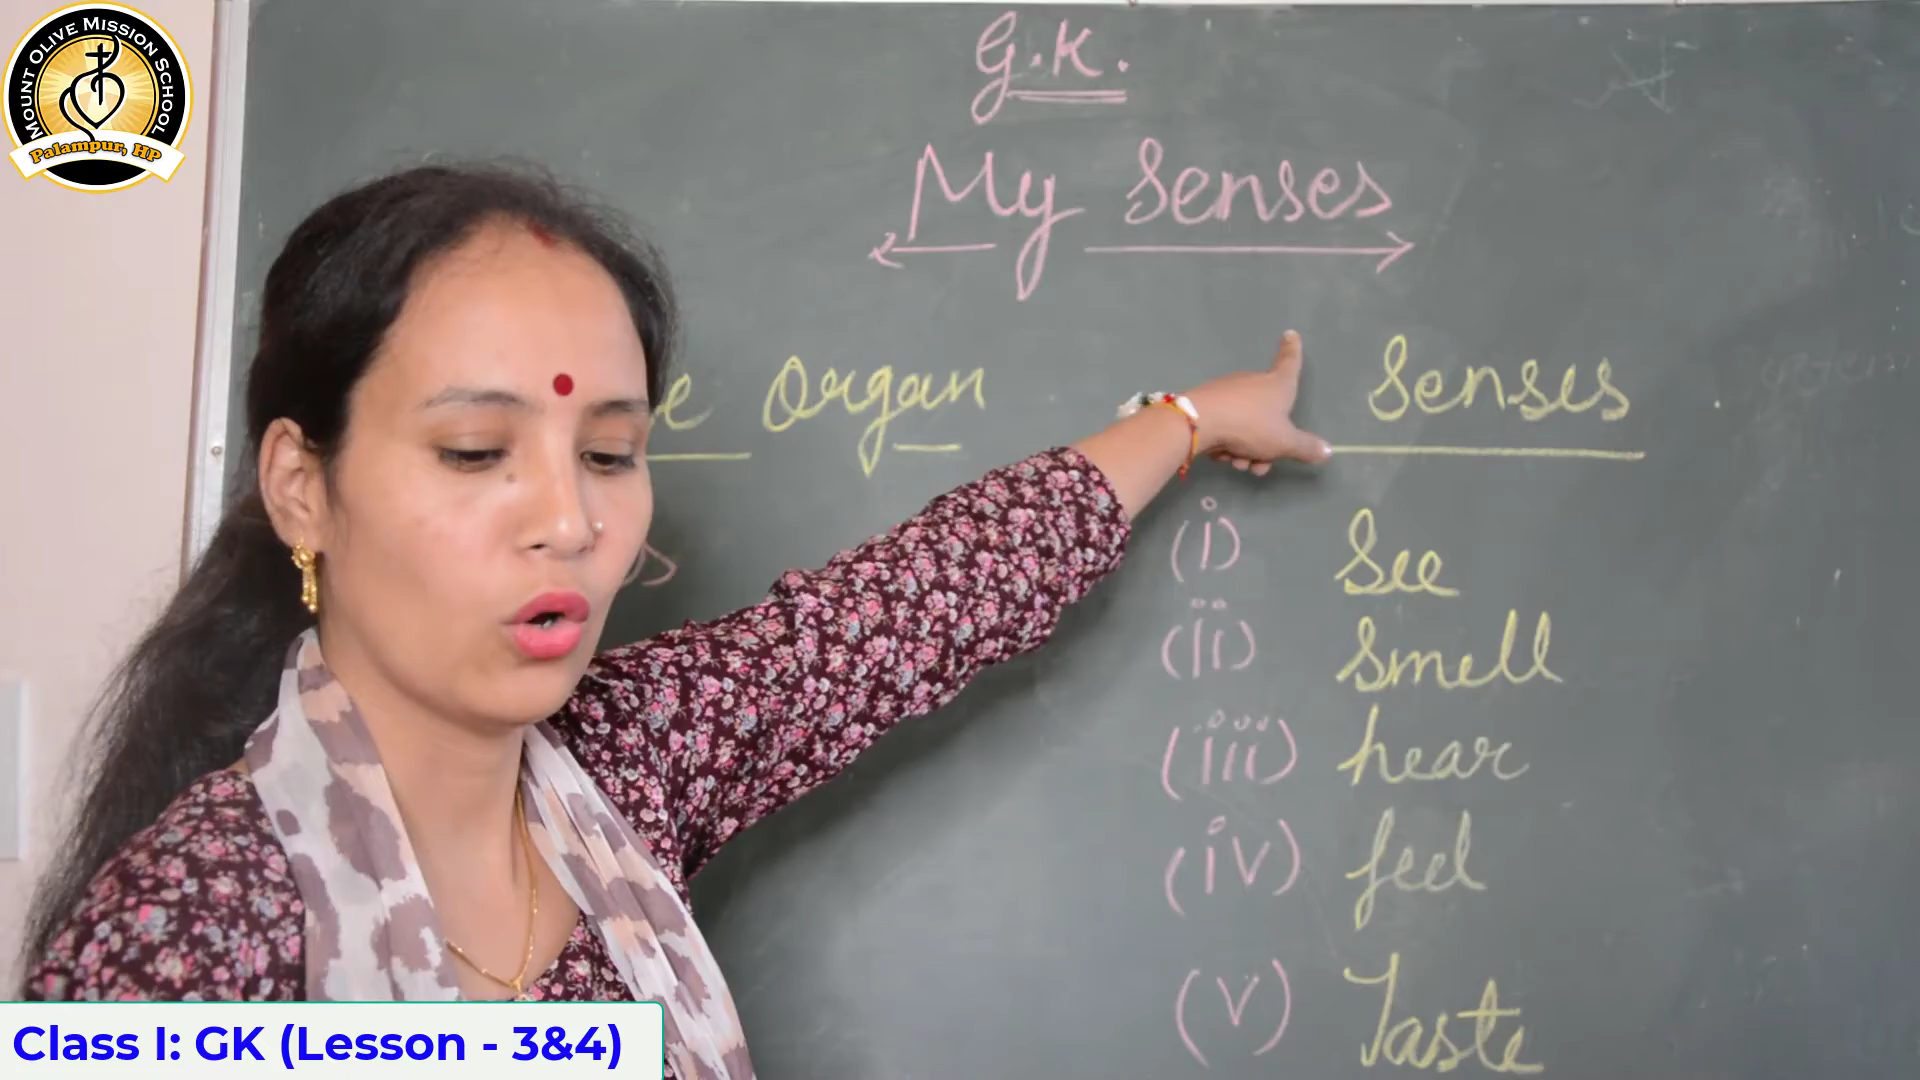 MOUNT OLIVE MISSION SCHOOL
Palampur, HP
G.K.
My Senses
Organ
Senses
(i) See
(ii) Smell
(iii) hear
(iv) feel
(v) Taste
Class I: GK (Lesson - 3&4)